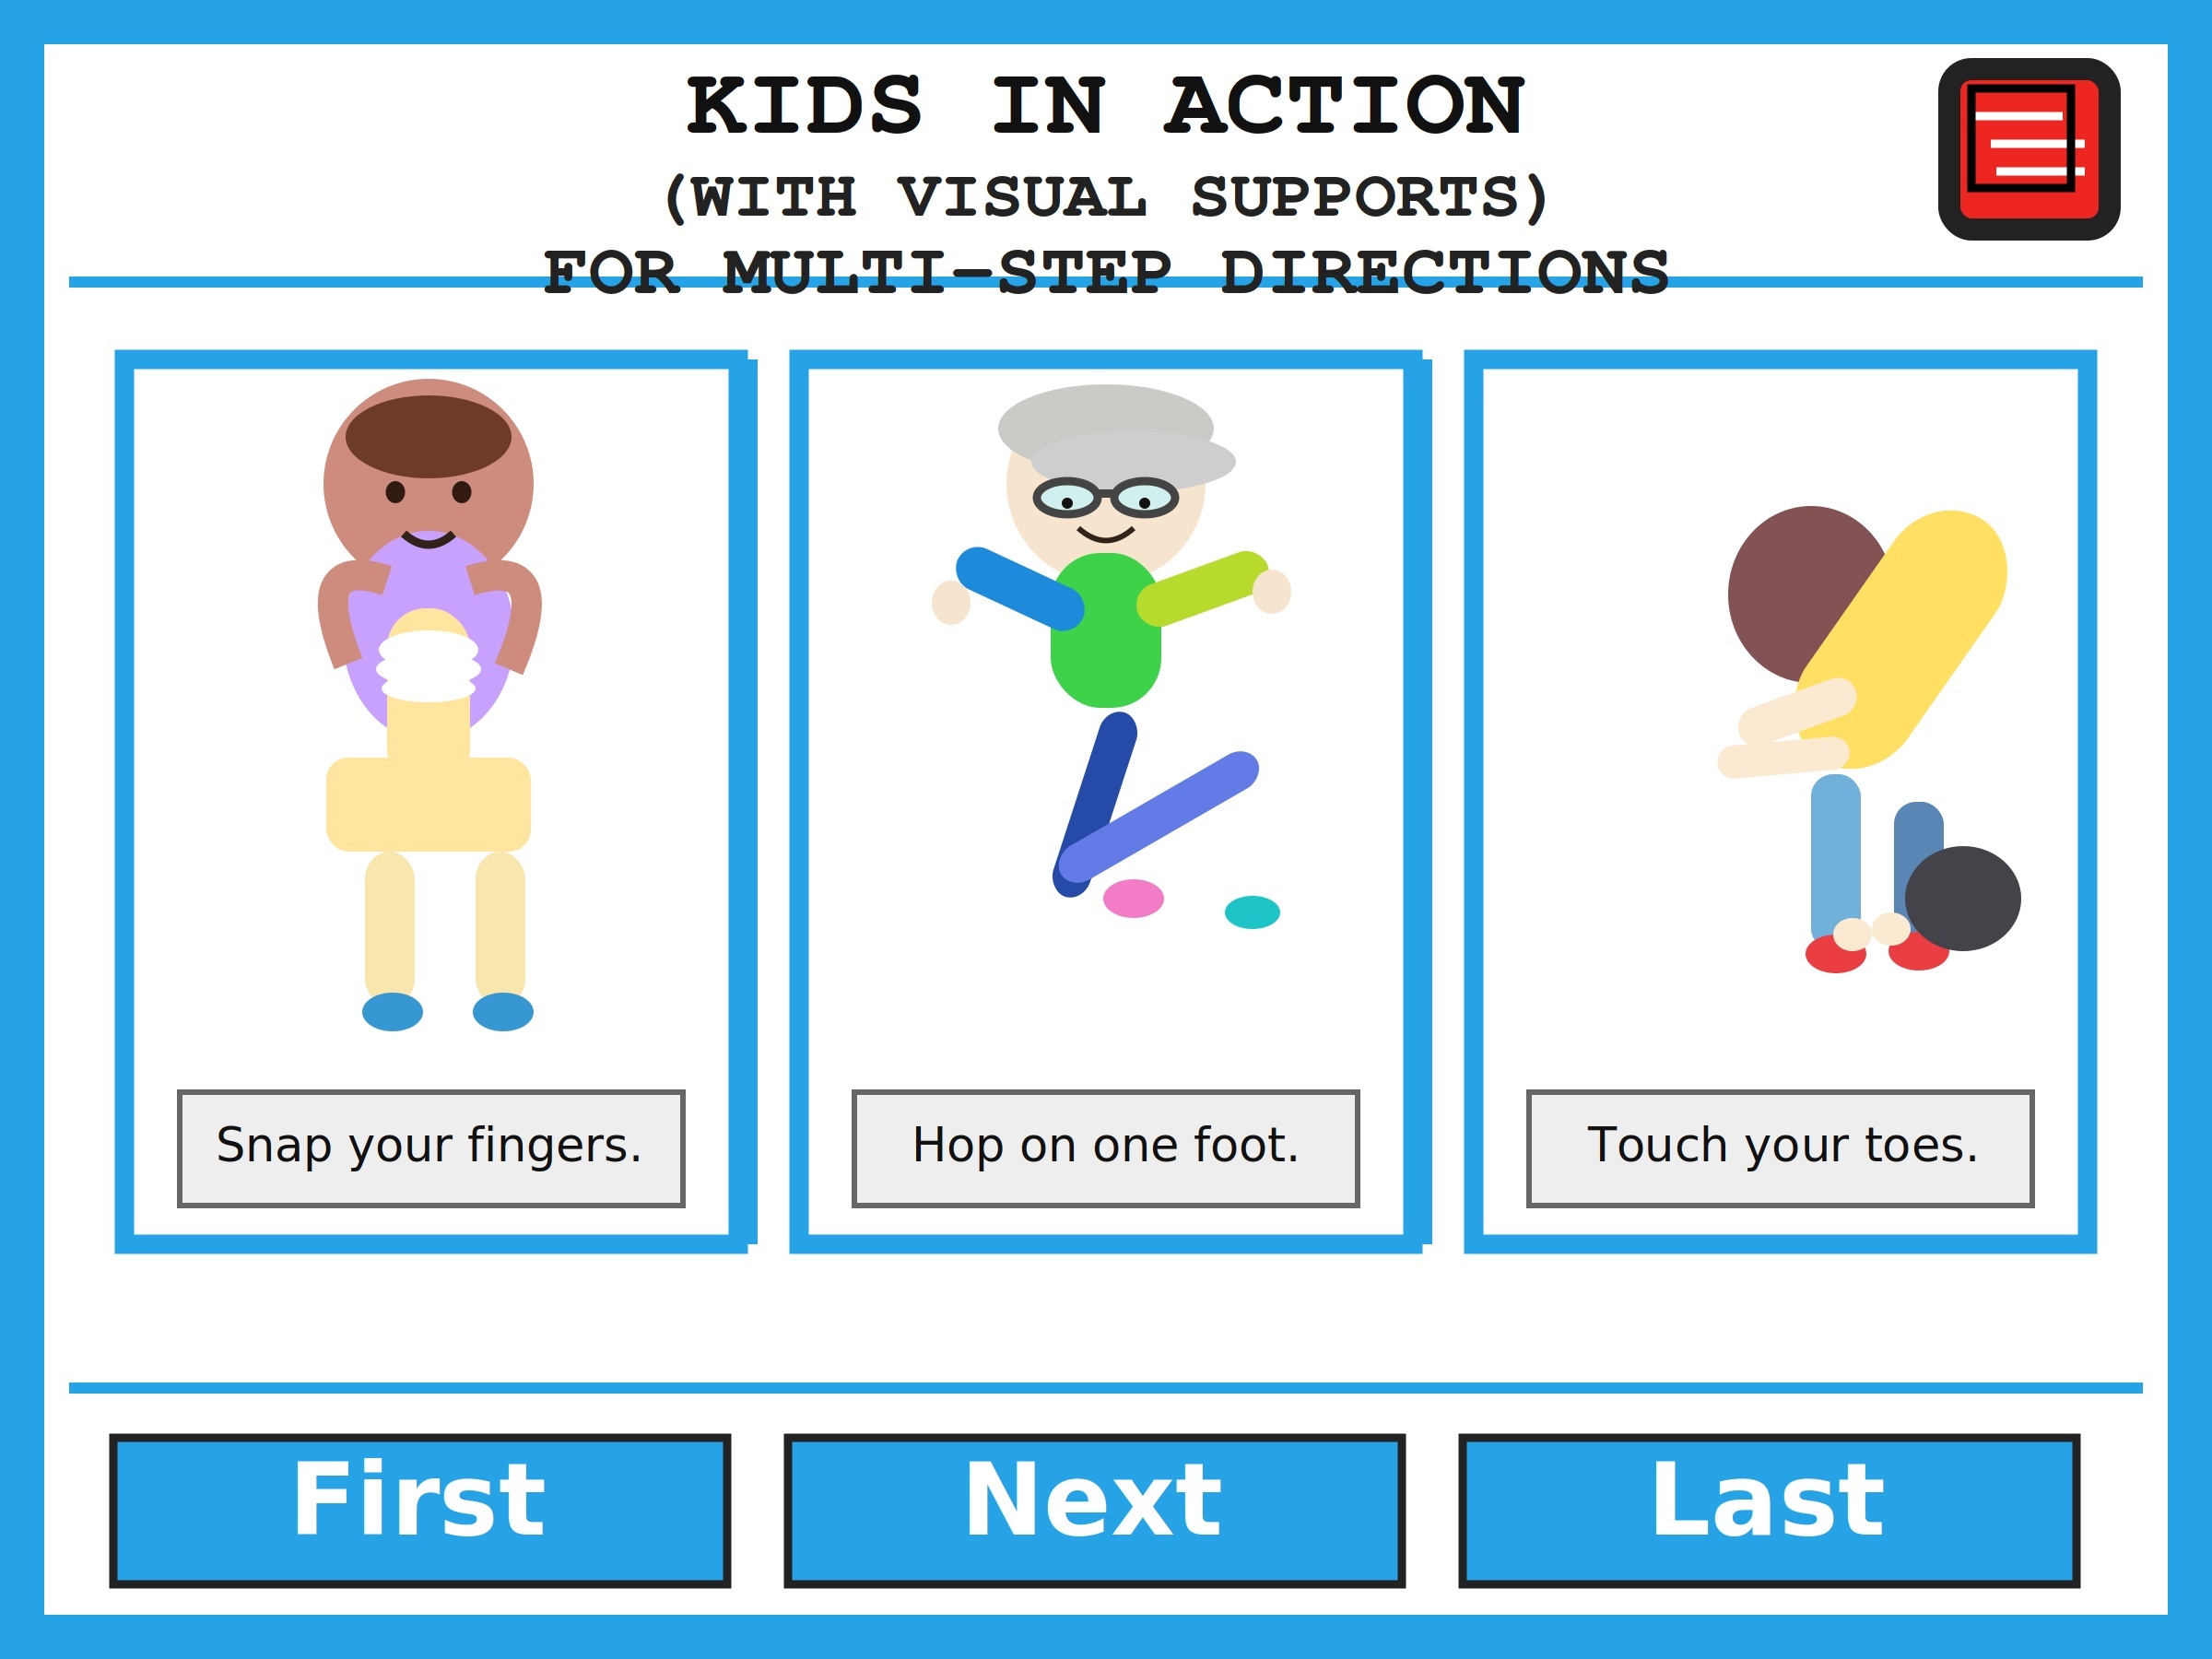 KIDS IN ACTION
(WITH VISUAL SUPPORTS)
FOR MULTI-STEP DIRECTIONS
Snap your fingers.
Hop on one foot.
Touch your toes.
First
Next
Last